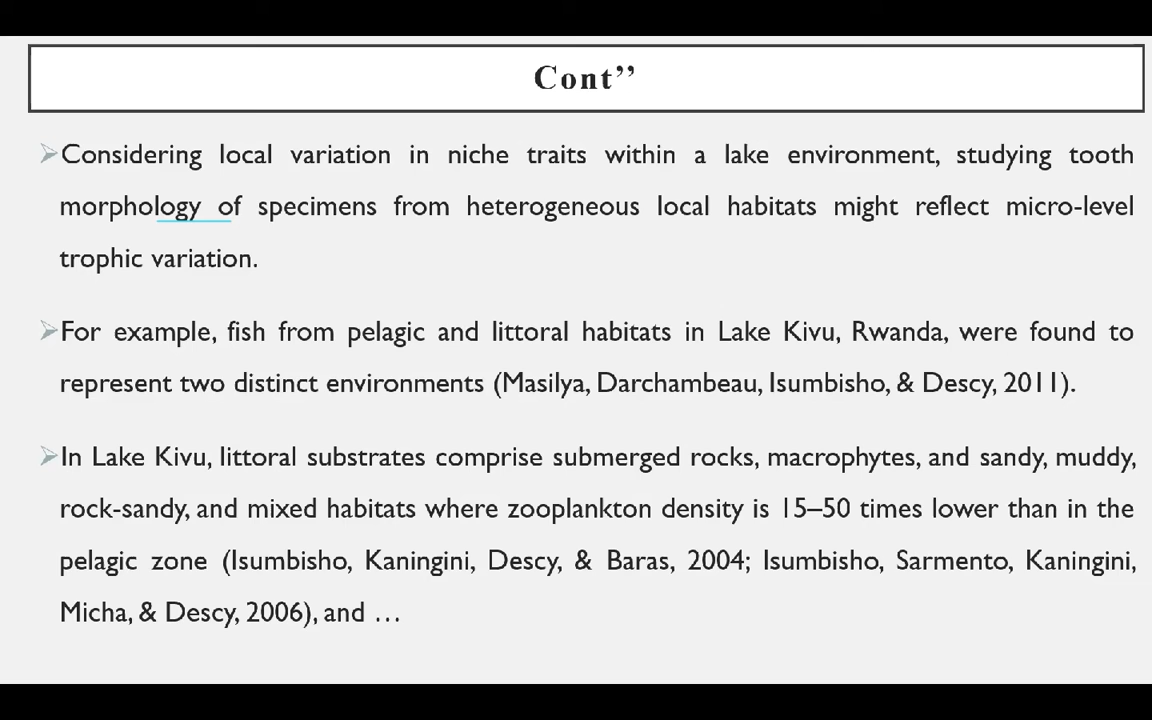 Cont’’
➢Considering local variation in niche traits within a lake environment, studying tooth
morphology of specimens from heterogeneous local habitats might reflect micro-level
trophic variation.
➢For example, fish from pelagic and littoral habitats in Lake Kivu, Rwanda, were found to
represent two distinct environments (Masilya, Darchambeau, Isumbisho, & Descy, 2011).
➢In Lake Kivu, littoral substrates comprise submerged rocks, macrophytes, and sandy, muddy,
rock-sandy, and mixed habitats where zooplankton density is 15–50 times lower than in the
pelagic zone (Isumbisho, Kaningini, Descy, & Baras, 2004; Isumbisho, Sarmento, Kaningini,
Micha, & Descy, 2006), and …